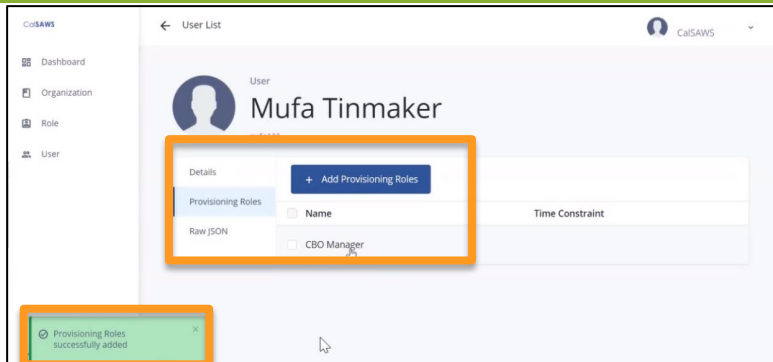 CalSAWS
← User List
CalSAWS
Dashboard
Organization
Role
User
User
Mufa Tinmaker
Details
+ Add Provisioning Roles
Provisioning Roles
Name Time Constraint
Raw JSON
CBO Manager
Provisioning Roles
successfully added
×